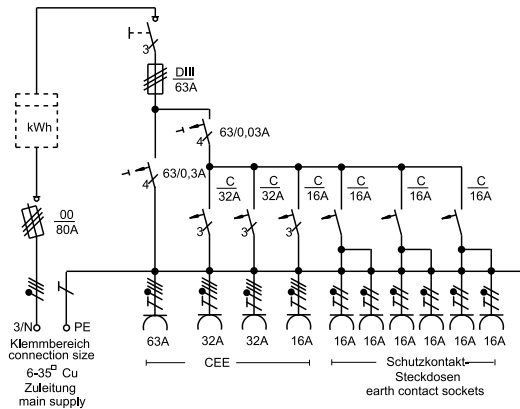 3
DIII
63A
kWh
4
63/0,03A
4
63/0,3A
C
32A
C
32A
C
16A
C
16A
C
16A
C
16A
3
3
3
00
80A
3/N
PE
63A
32A
32A
16A
16A
16A
16A
16A
16A
16A
Klemmbereich
connection size
6-35□ Cu
Zuleitung
main supply
CEE
Schutzkontakt-
Steckdosen
earth contact sockets